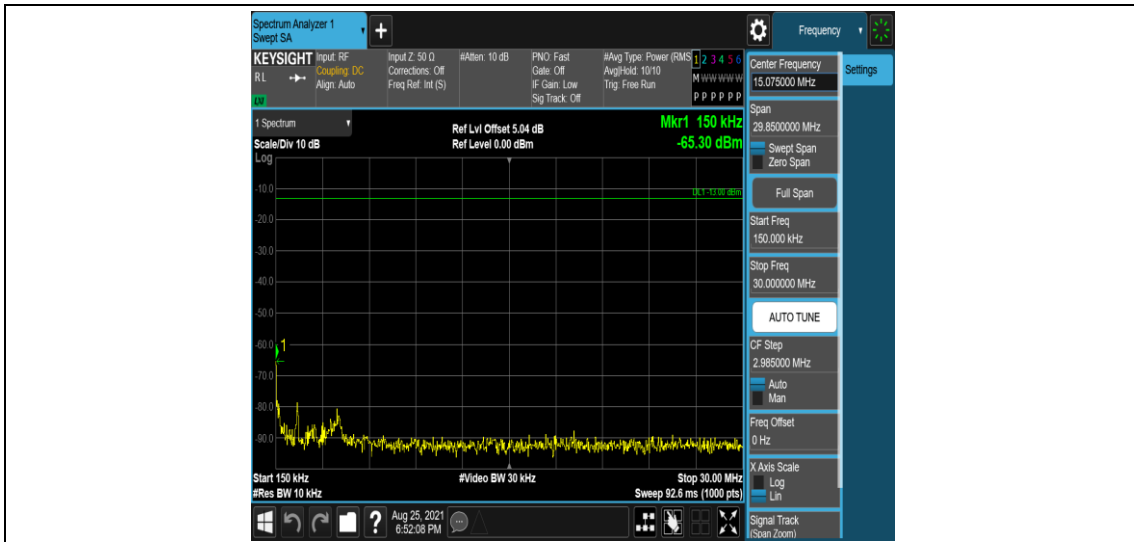 Spectrum Analyzer 1
Swept SA
+
Frequency
KEYSIGHT
RL
LXI
Input: RF
Coupling: DC
Align: Auto
Input Z: 50 Ω
Corrections: Off
Freq Ref: Int (S)
#Atten: 10 dB
PNO: Fast
Gate: Off
IF Gain: Low
Sig Track: Off
#Avg Type: Power (RMS
Avg|Hold: 10/10
Trig: Free Run
1 2 3 4 5 6
M W W W W W
P P P P P P
1 Spectrum
Scale/Div 10 dB
Log
Ref Lvl Offset 5.04 dB
Ref Level 0.00 dBm
Mkr1 150 kHz
-65.30 dBm
DL1 -13.00 dBm
-10.0
-20.0
-30.0
-40.0
-50.0
-60.0
1
-70.0
-80.0
-90.0
Start 150 kHz
#Video BW 30 kHz
Stop 30.00 MHz
#Res BW 10 kHz
Sweep 92.6 ms (1000 pts)
?
Aug 25, 2021
6:52:08 PM
Center Frequency
15.075000 MHz
Settings
Span
29.8500000 MHz
Swept Span
Zero Span
Full Span
Start Freq
150.000 kHz
Stop Freq
30.000000 MHz
AUTO TUNE
CF Step
2.985000 MHz
Auto
Man
Freq Offset
0 Hz
X Axis Scale
Log
Lin
Signal Track
(Span Zoom)